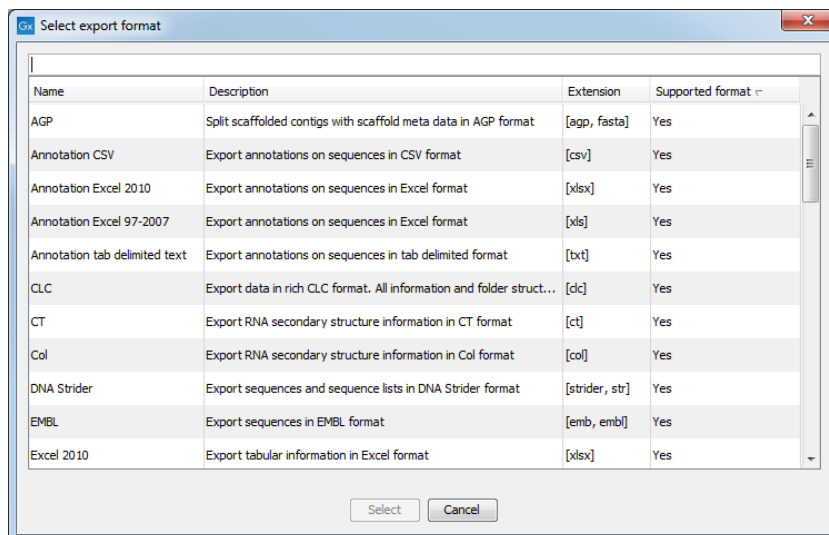 Gx Select export format
Name Description Extension Supported format
AGP Split scaffolded contigs with scaffold meta data in AGP format [agp, fasta] Yes
Annotation CSV Export annotations on sequences in CSV format [csv] Yes
Annotation Excel 2010 Export annotations on sequences in Excel format [xlsx] Yes
Annotation Excel 97-2007 Export annotations on sequences in Excel format [xls] Yes
Annotation tab delimited text Export annotations on sequences in tab delimited format [txt] Yes
CLC Export data in rich CLC format. All information and folder struct... [clc] Yes
CT Export RNA secondary structure information in CT format [ct] Yes
Col Export RNA secondary structure information in Col format [col] Yes
DNA Strider Export sequences and sequence lists in DNA Strider format [strider, str] Yes
EMBL Export sequences in EMBL format [emb, embl] Yes
Excel 2010 Export tabular information in Excel format [xlsx] Yes
Select Cancel